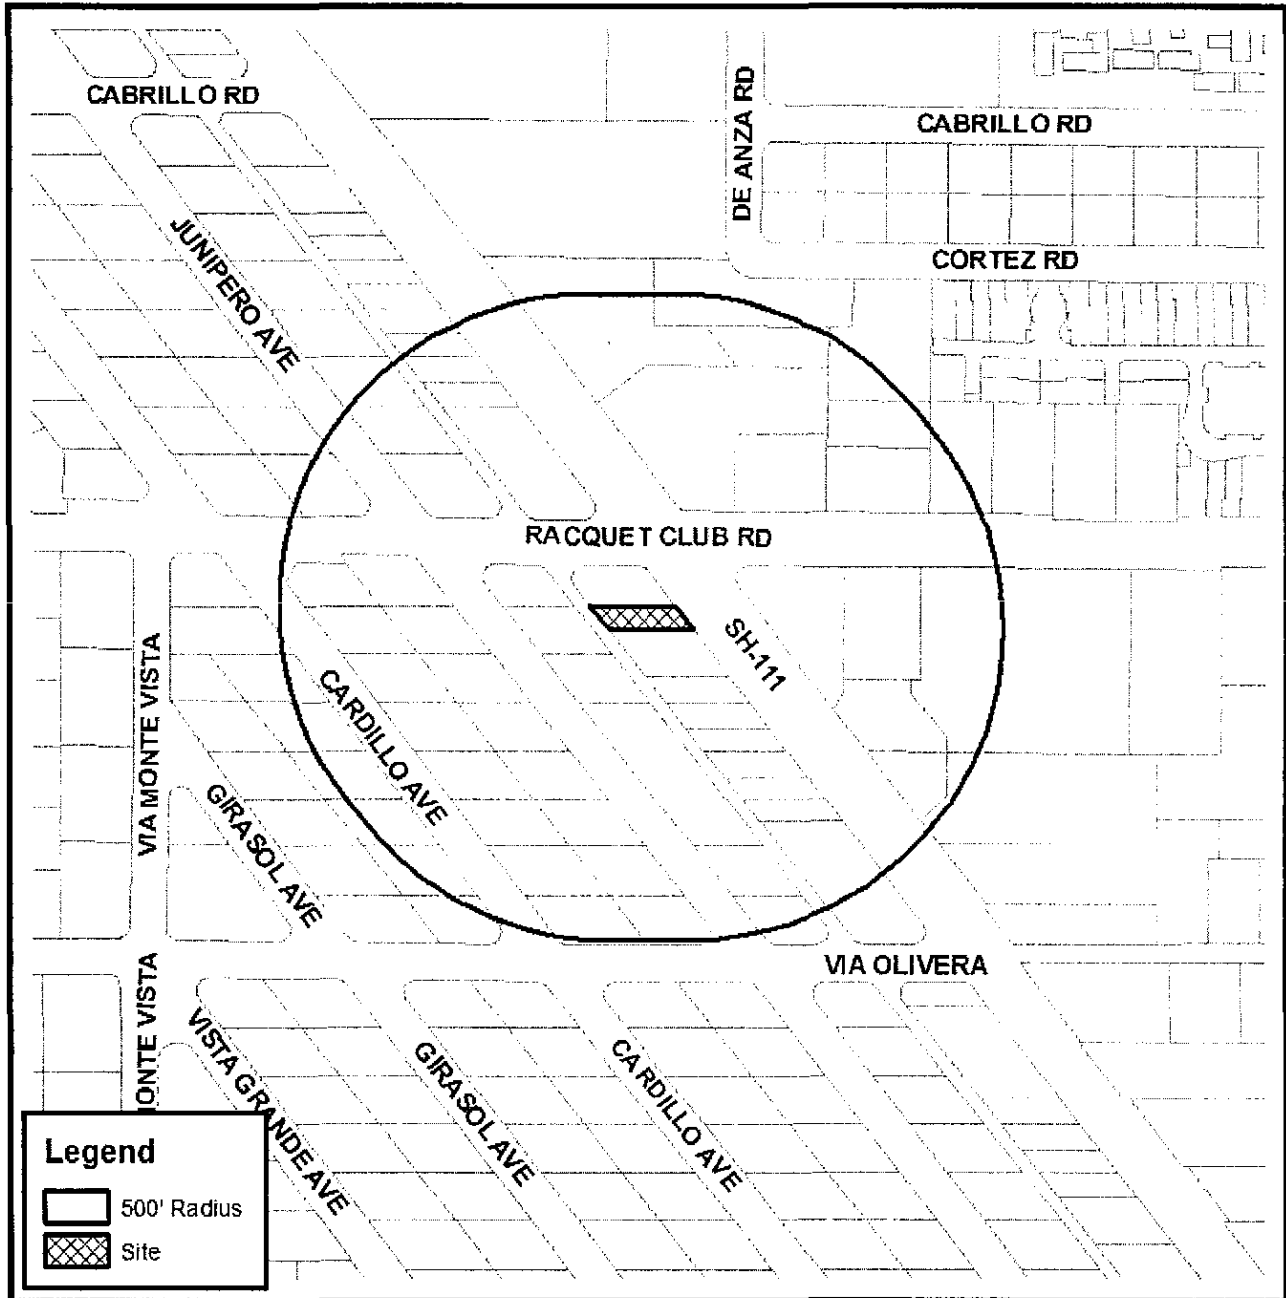 CABRILLO RD
DE ANZA RD
CABRILLO RD
JUNIPERO AVE
CORTEZ RD
RACQUET CLUB RD
SH-111
VIA MONTE VISTA
CARDILLO AVE
GIRASOL AVE
VIA OLIVERA
MONTE VISTA
VISTA GRANDE AVE
GIRASOL AVE
CARDILLO AVE
Legend
500' Radius
Site